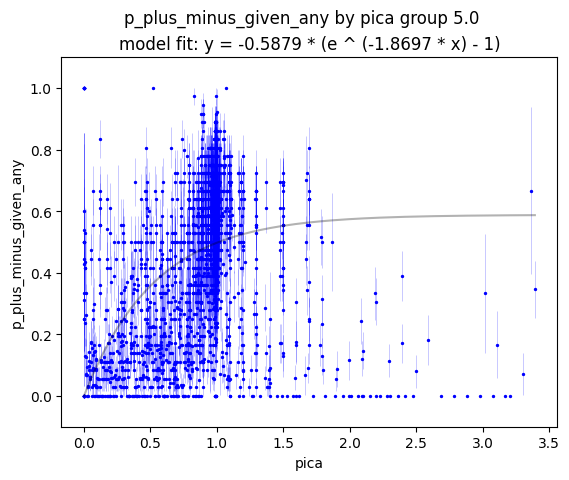 p_plus_minus_given_any by pica group 5.0
model fit: y = -0.5879 * (e ^ (-1.8697 * x) - 1)
1.0
0.8
0.6
0.4
0.2
0.0
p_plus_minus_given_any
0.0 0.5 1.0 1.5 2.0 2.5 3.0 3.5
pica